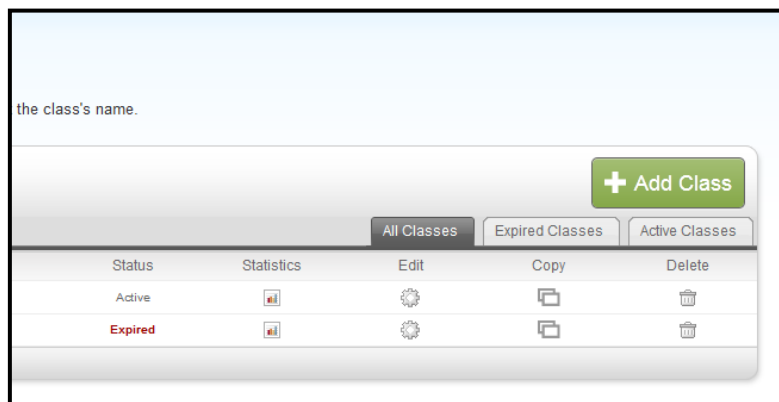 the class's name.
Add Class
All Classes Expired Classes Active Classes
Status Statistics Edit Copy Delete
Active
Expired